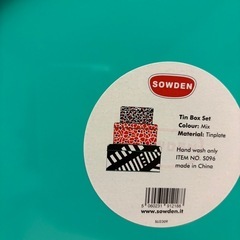 SOWDEN
Tin Box Set
Colour: Mix
Material: Tinplate
Hand wash only
ITEM NO. S096
made in China
www.sowden.it